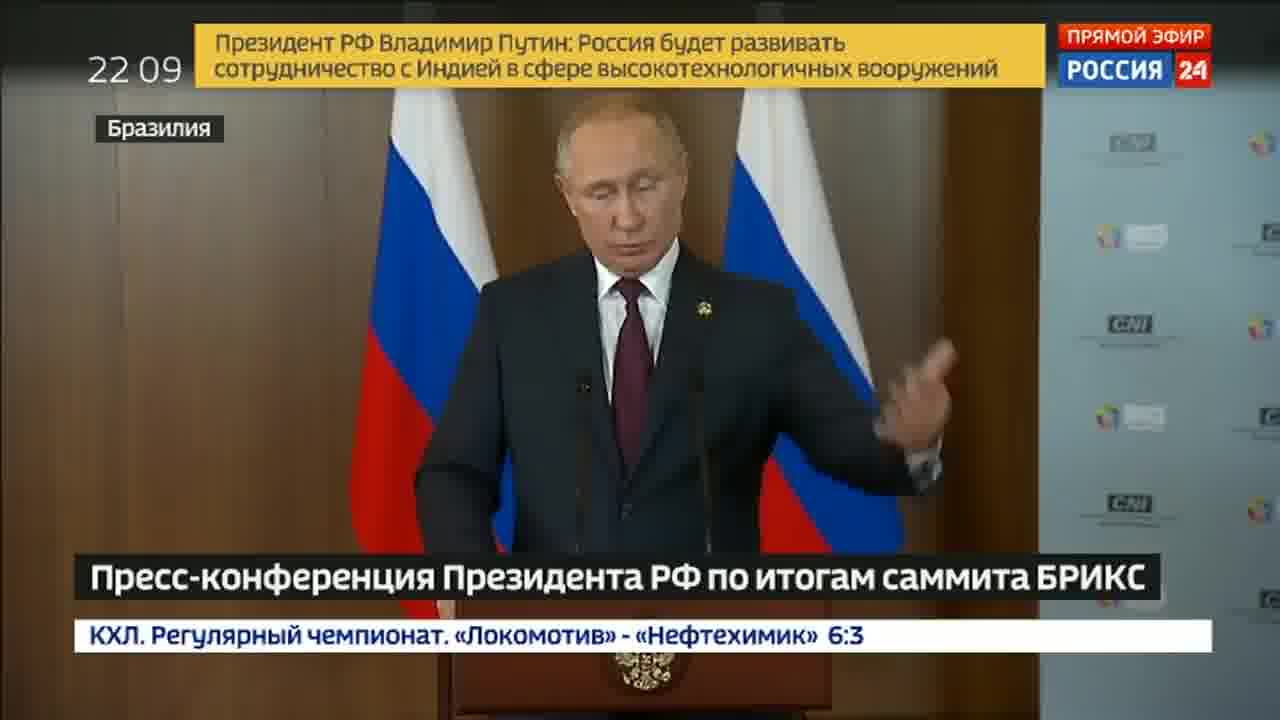 22 09
Президент РФ Владимир Путин: Россия будет развивать
сотрудничество с Индией в сфере высокотехнологичных вооружений
ПРЯМОЙ ЭФИР
РОССИЯ 24
Бразилия
CNI
CNI
CNI
Пресс-конференция Президента РФ по итогам саммита БРИКС
КХЛ. Регулярный чемпионат. «Локомотив» - «Нефтехимик» 6:3